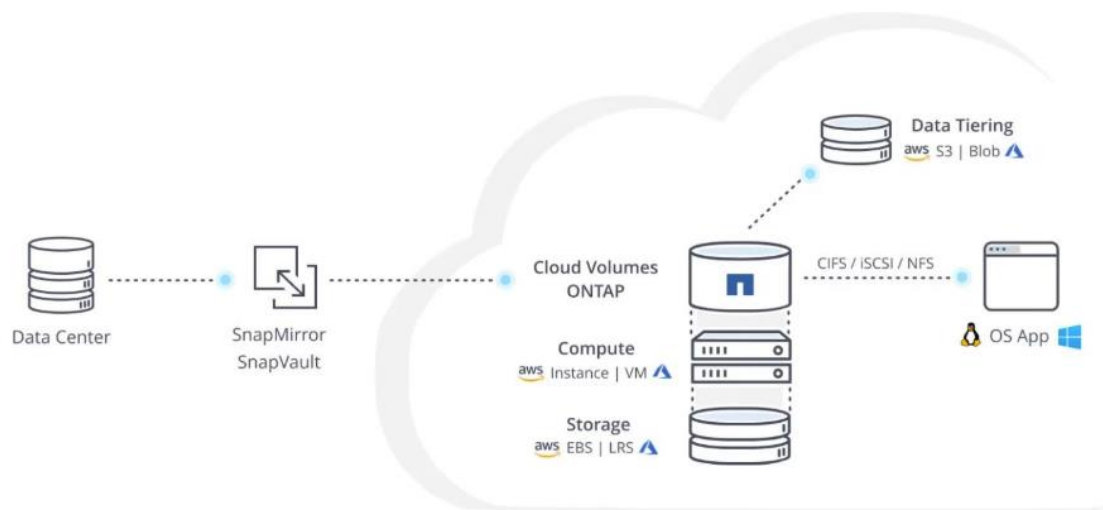 Data Tiering
aws S3 | Blob
Cloud Volumes
ONTAP
CIFS / iSCSI / NFS
Data Center
SnapMirror
SnapVault
OS App
Compute
aws Instance | VM
Storage
aws EBS | LRS